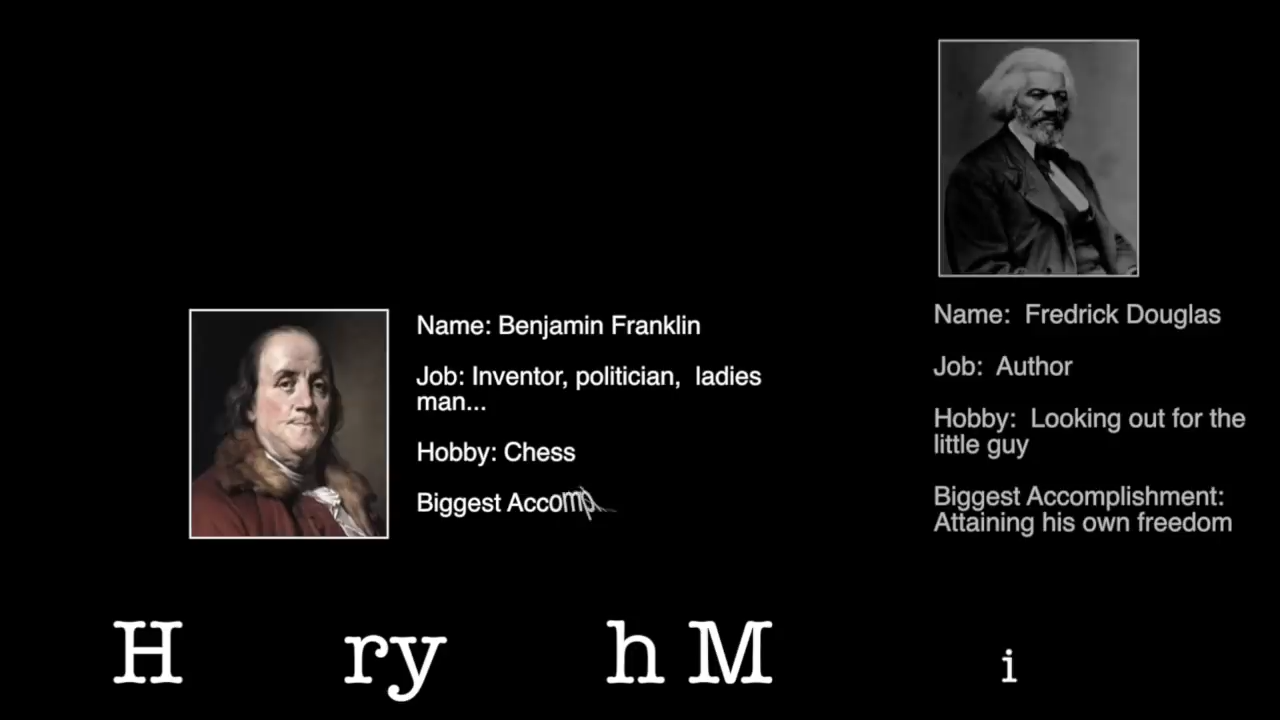 Name: Benjamin Franklin
Job: Inventor, politician, ladies
man...
Hobby: Chess
Biggest
Name: Fredrick Douglas
Job: Author
Hobby: Looking out for the
little guy
Biggest Accomplishment:
Attaining his own freedom
H ry h M i